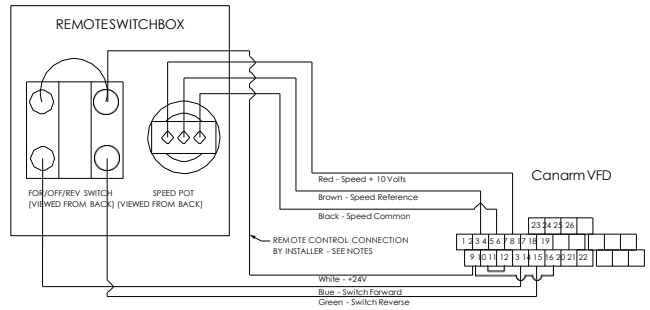 REMOTE SWITCHBOX
FOR/OFF/REV SWITCH
(VIEWED FROM BACK)
SPEED POT
(VIEWED FROM BACK)
Red - Speed + 10 Volts
Brown - Speed Reference
Black - Speed Common
REMOTE CONTROL CONNECTION
BY INSTALLER - SEE NOTES
White - +24V
Blue - Switch Forward
Green - Switch Reverse
Canarm VFD
23 24 25 26
1 2 3 4 5 6 7 8 17 18 19
9 10 11 12 13 14 15 16 20 21 22